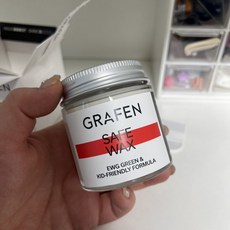 GRAFEN
SAFE
WAX
EWG GREEN &
KID-FRIENDLY FORMULA